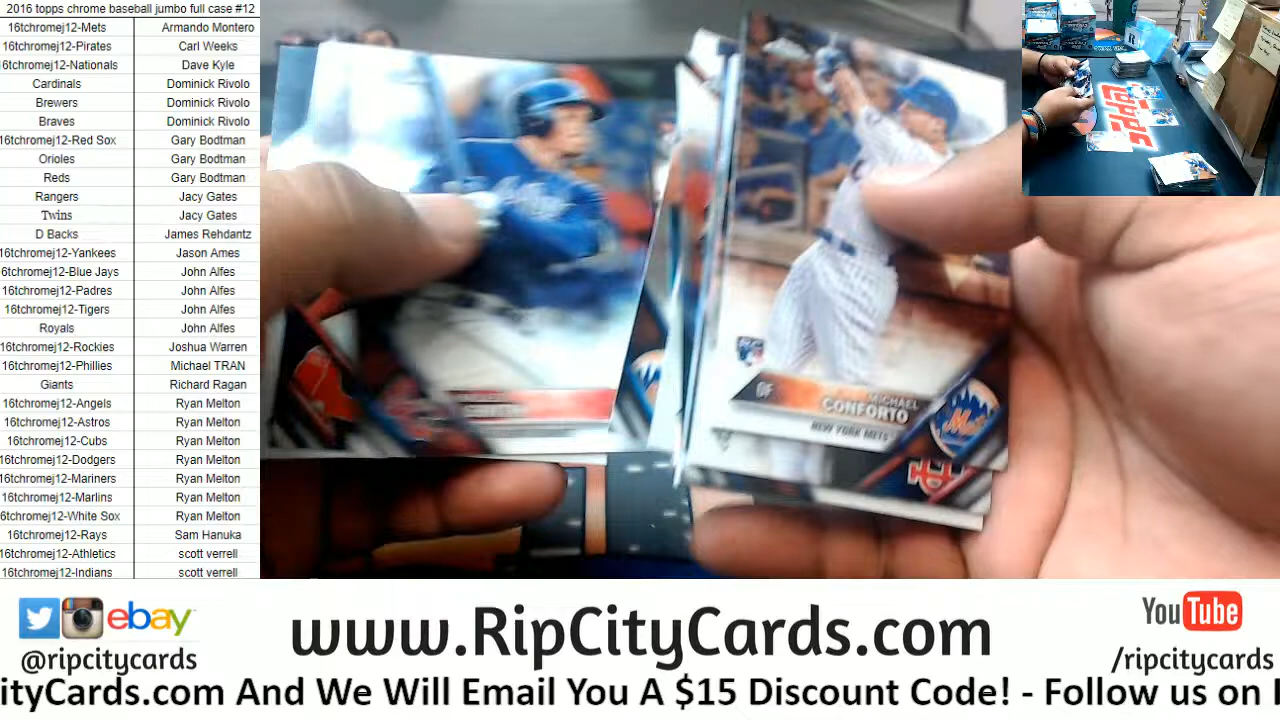 2016 topps chrome baseball jumbo full case #12
16tchromej12-Mets Armando Montero
16tchromej12-Pirates Carl Weeks
16tchromej12-Nationals Dave Kyle
Cardinals Dominick Rivolo
Brewers Dominick Rivolo
Braves Dominick Rivolo
16tchromej12-Red Sox Gary Bodtman
Orioles Gary Bodtman
Reds Gary Bodtman
Rangers Jacy Gates
Twins Jacy Gates
D Backs James Rehdantz
16tchromej12-Yankees Jason Ames
6tchromej12-Blue Jays John Alfes
16tchromej12-Padres John Alfes
16tchromej12-Tigers John Alfes
Royals John Alfes
16tchromej12-Rockies Joshua Warren
16tchromej12-Phillies Michael TRAN
Giants Richard Ragan
16tchromej12-Angels Ryan Melton
16tchromej12-Astros Ryan Melton
16tchromej12-Cubs Ryan Melton
16tchromej12-Dodgers Ryan Melton
16tchromej12-Mariners Ryan Melton
16tchromej12-Marlins Ryan Melton
16tchromej12-White Sox Ryan Melton
16tchromej12-Rays Sam Hanuka
16tchromej12-Athletics scott verrell
16tchromej12-Indians scott verrell
OF MICHAEL
CONFORTO
NEW YORK METS
Mets
topps
ebay
@ripcitycards
www.RipCityCards.com
YouTube
/ripcitycards
ityCards.com And We Will Email You A $15 Discount Code! - Follow us on